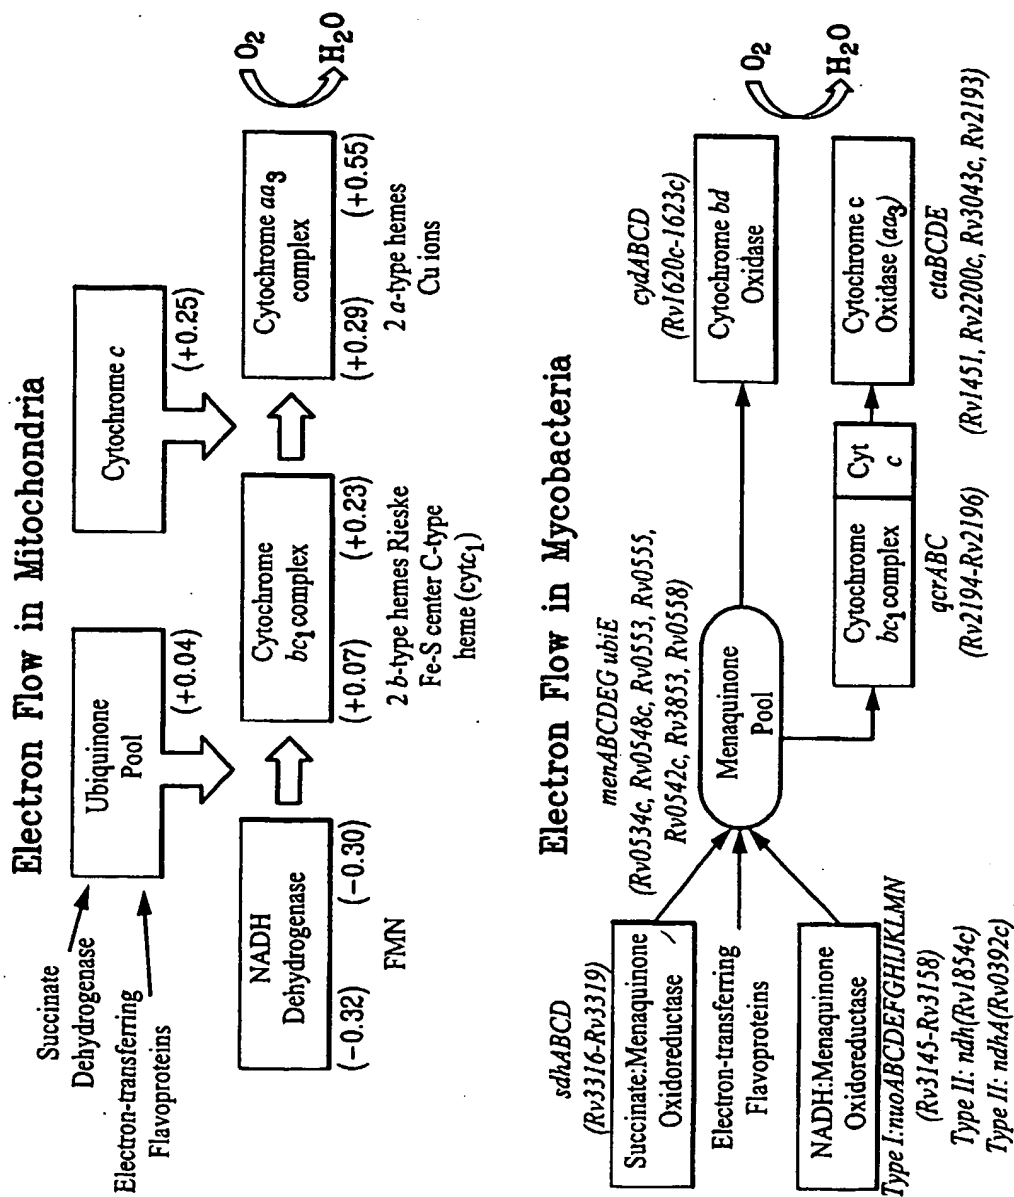 Electron Flow in Mitochondria
Succinate
Dehydrogenase
Electron-transferring
Flavoproteins
Ubiquinone
Pool
(+0.04)
Cytochrome c
(+0.25)
NADH
Dehydrogenase
(−0.32)
(−0.30)
FMN
Cytochrome
bc1 complex
(+0.07)
(+0.23)
2 b-type hemes Rieske
Fe-S center C-type
heme (cytc1)
Cytochrome aa3
complex
(+0.29)
(+0.55)
2 a-type hemes
Cu ions
O2
H2O
Electron Flow in Mycobacteria
sdhABCD
(Rv3316-Rv3319)
Succinate:Menaquinone
Oxidoreductase
Electron-transferring
Flavoproteins
NADH:Menaquinone
Oxidoreductase
Type I:nuoABCDEFGHIJKLMN
(Rv3145-Rv3158)
Type II: ndh(Rv1854c)
Type II: ndhA(Rv0392c)
menABCDEG ubiE
(Rv0534c, Rv0548c, Rv0553, Rv0555,
Rv0542c, Rv3853, Rv0558)
Menaquinone
Pool
cydABCD
(Rv1620c-1623c)
Cytochrome bd
Oxidase
Cytochrome
bc1 complex
Cyt
c
qcrABC
(Rv2194-Rv2196)
Cytochrome c
Oxidase (aa3)
ctaBCDE
(Rv1451, Rv2200c, Rv3043c, Rv2193)
O2
H2O